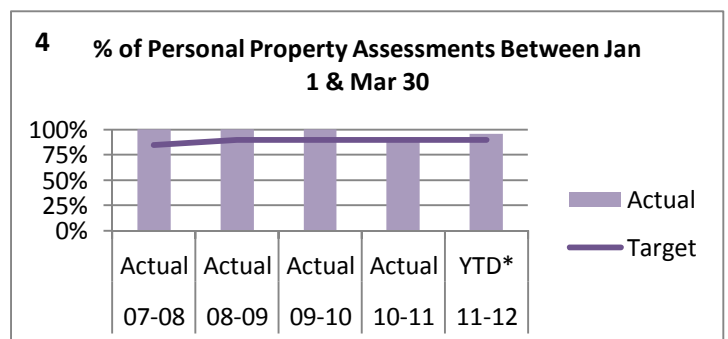 4
% of Personal Property Assessments Between Jan
1 & Mar 30
100%
75%
50%
25%
0%
Actual Actual Actual Actual YTD*
07-08 08-09 09-10 10-11 11-12
Actual
Target